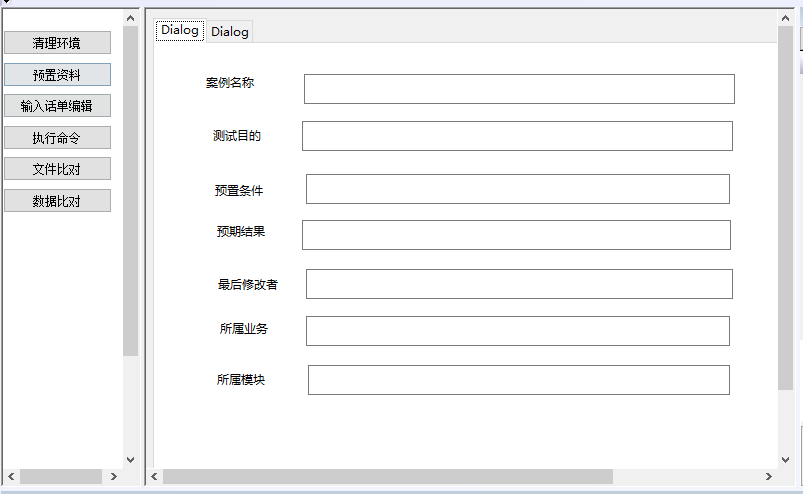 清理环境
预置资料
输入话单编辑
执行命令
文件比对
数据比对
Dialog
Dialog
案例名称
测试目的
预置条件
预期结果
最后修改者
所属业务
所属模块